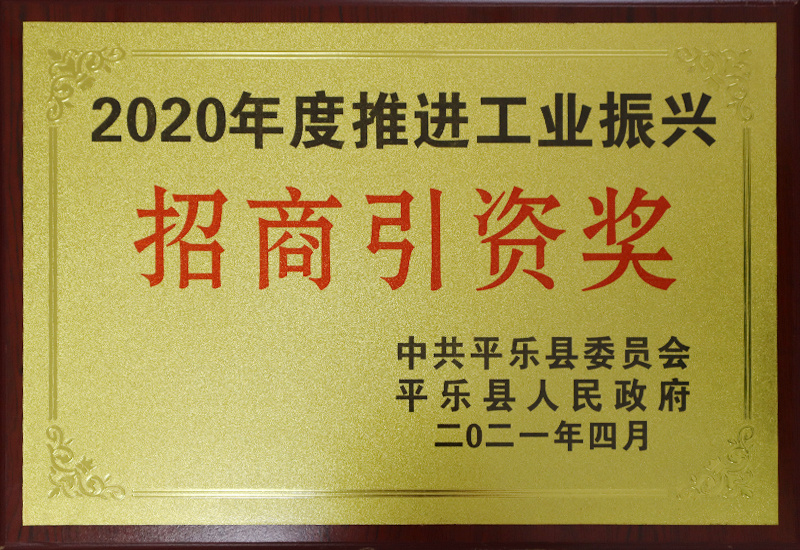 2020年度推进工业振兴
招商引资奖
中共平乐县委员会
平乐县人民政府
二0二一年四月